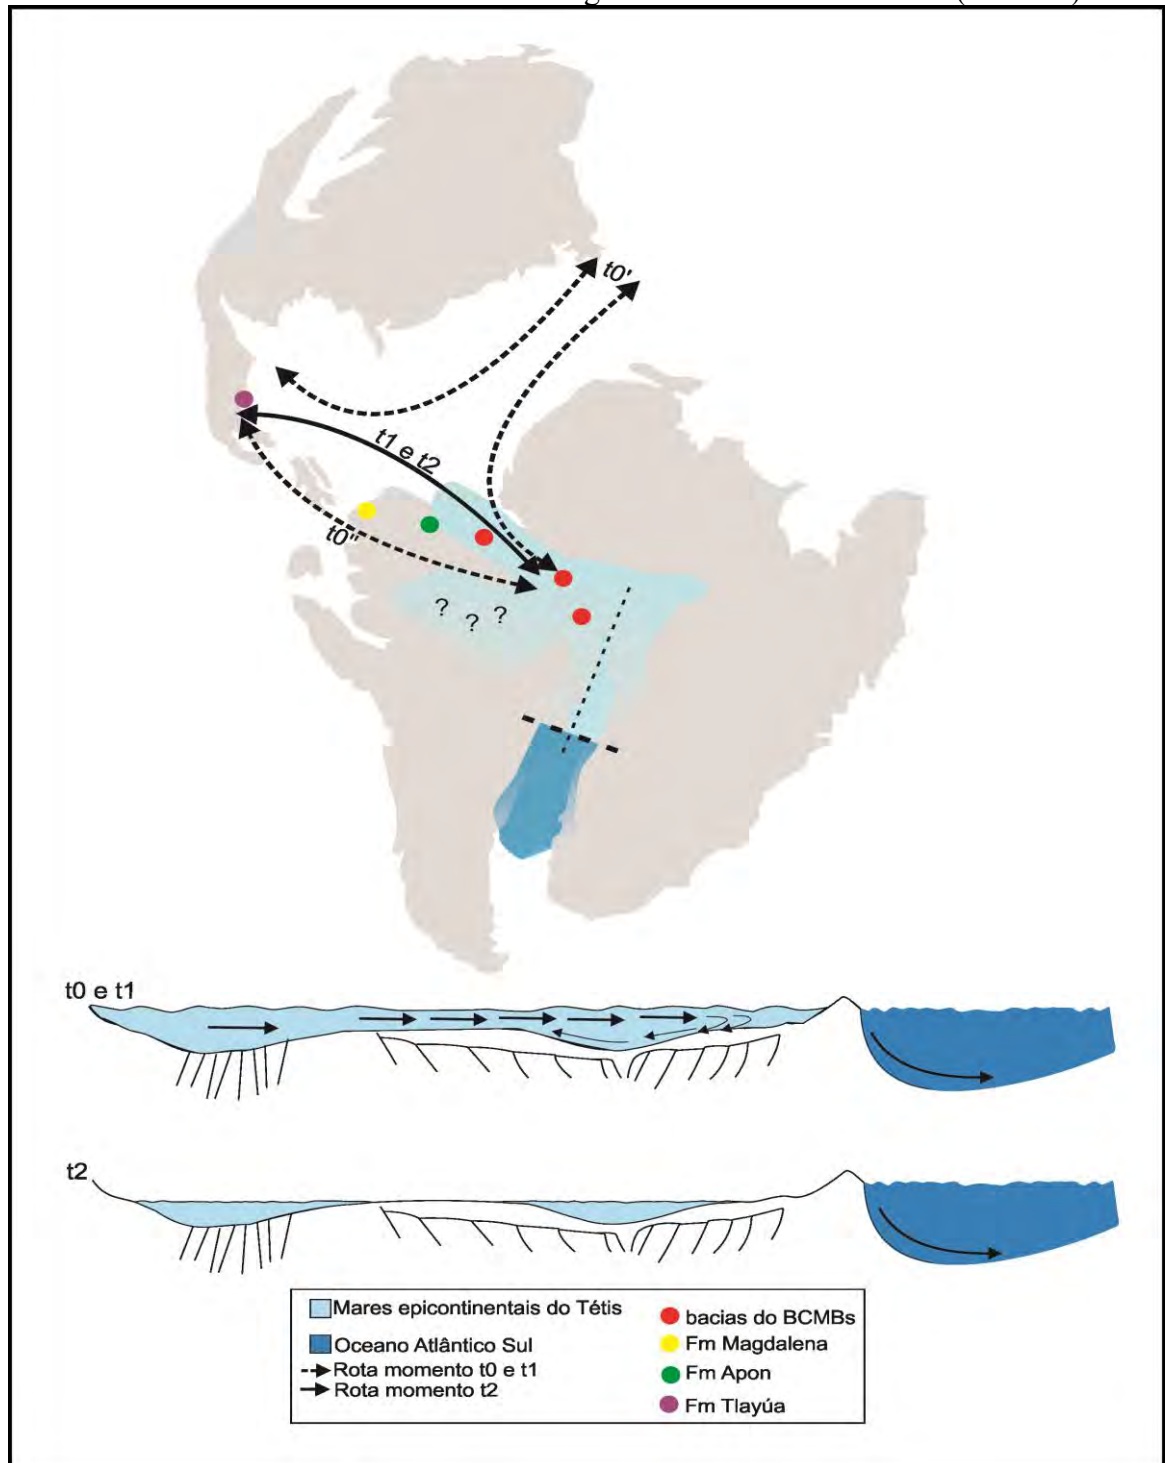 t0'
t1 e t2
t0"
? ? ?
t0 e t1
t2
Mares epicontinentais do Tétis
Oceano Atlântico Sul
Rota momento t0 e t1
Rota momento t2
bacias do BCMBs
Fm Magdalena
Fm Apon
Fm Tlayúa